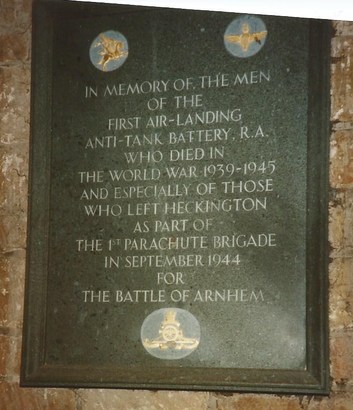 IN MEMORY OF THE MEN
OF THE
FIRST AIR-LANDING
ANTI-TANK BATTERY, R.A.
WHO DIED IN
THE WORLD WAR 1939-1945
AND ESPECIALLY OF THOSE
WHO LEFT HECKINGTON
AS PART OF
THE 1ST PARACHUTE BRIGADE
IN SEPTEMBER 1944
FOR
THE BATTLE OF ARNHEM